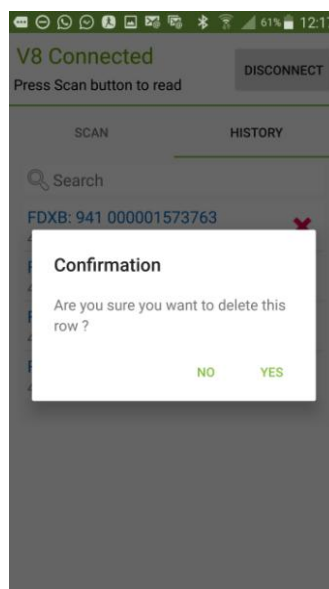 61% 12:1
V8 Connected
Press Scan button to read
DISCONNECT
SCAN HISTORY
Search
FDXB: 941 000001573763
Confirmation
Are you sure you want to delete this
row ?
NO YES